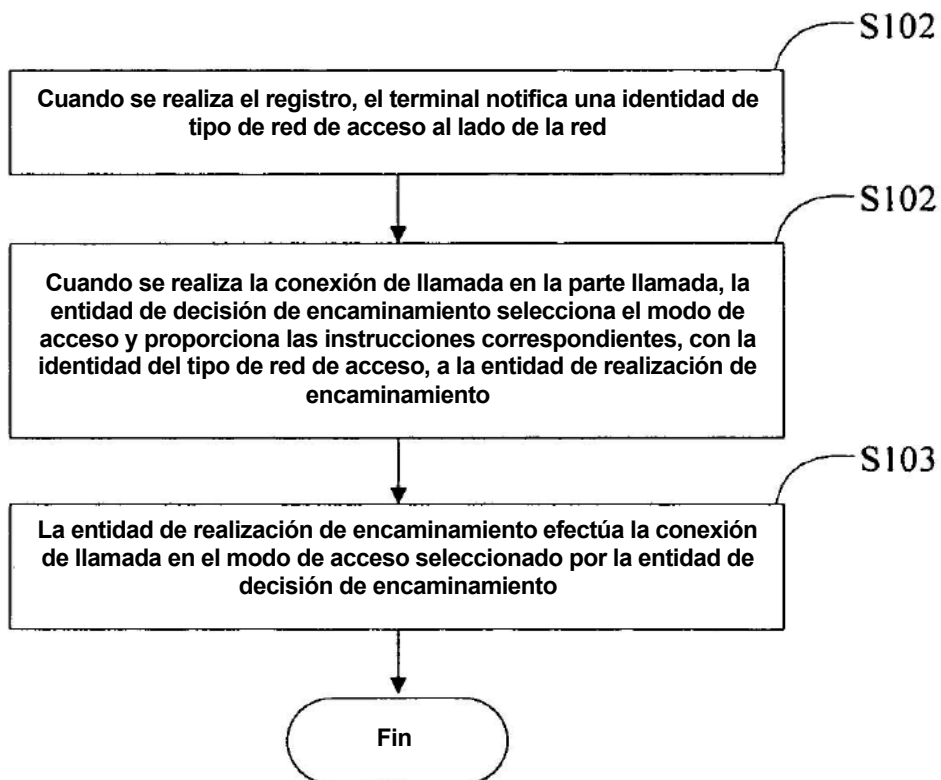 S102
Cuando se realiza el registro, el terminal notifica una identidad de
tipo de red de acceso al lado de la red
S102
Cuando se realiza la conexión de llamada en la parte llamada, la
entidad de decisión de encaminamiento selecciona el modo de
acceso y proporciona las instrucciones correspondientes, con la
identidad del tipo de red de acceso, a la entidad de realización de
encaminamiento
S103
La entidad de realización de encaminamiento efectúa la conexión
de llamada en el modo de acceso seleccionado por la entidad de
decisión de encaminamiento
Fin